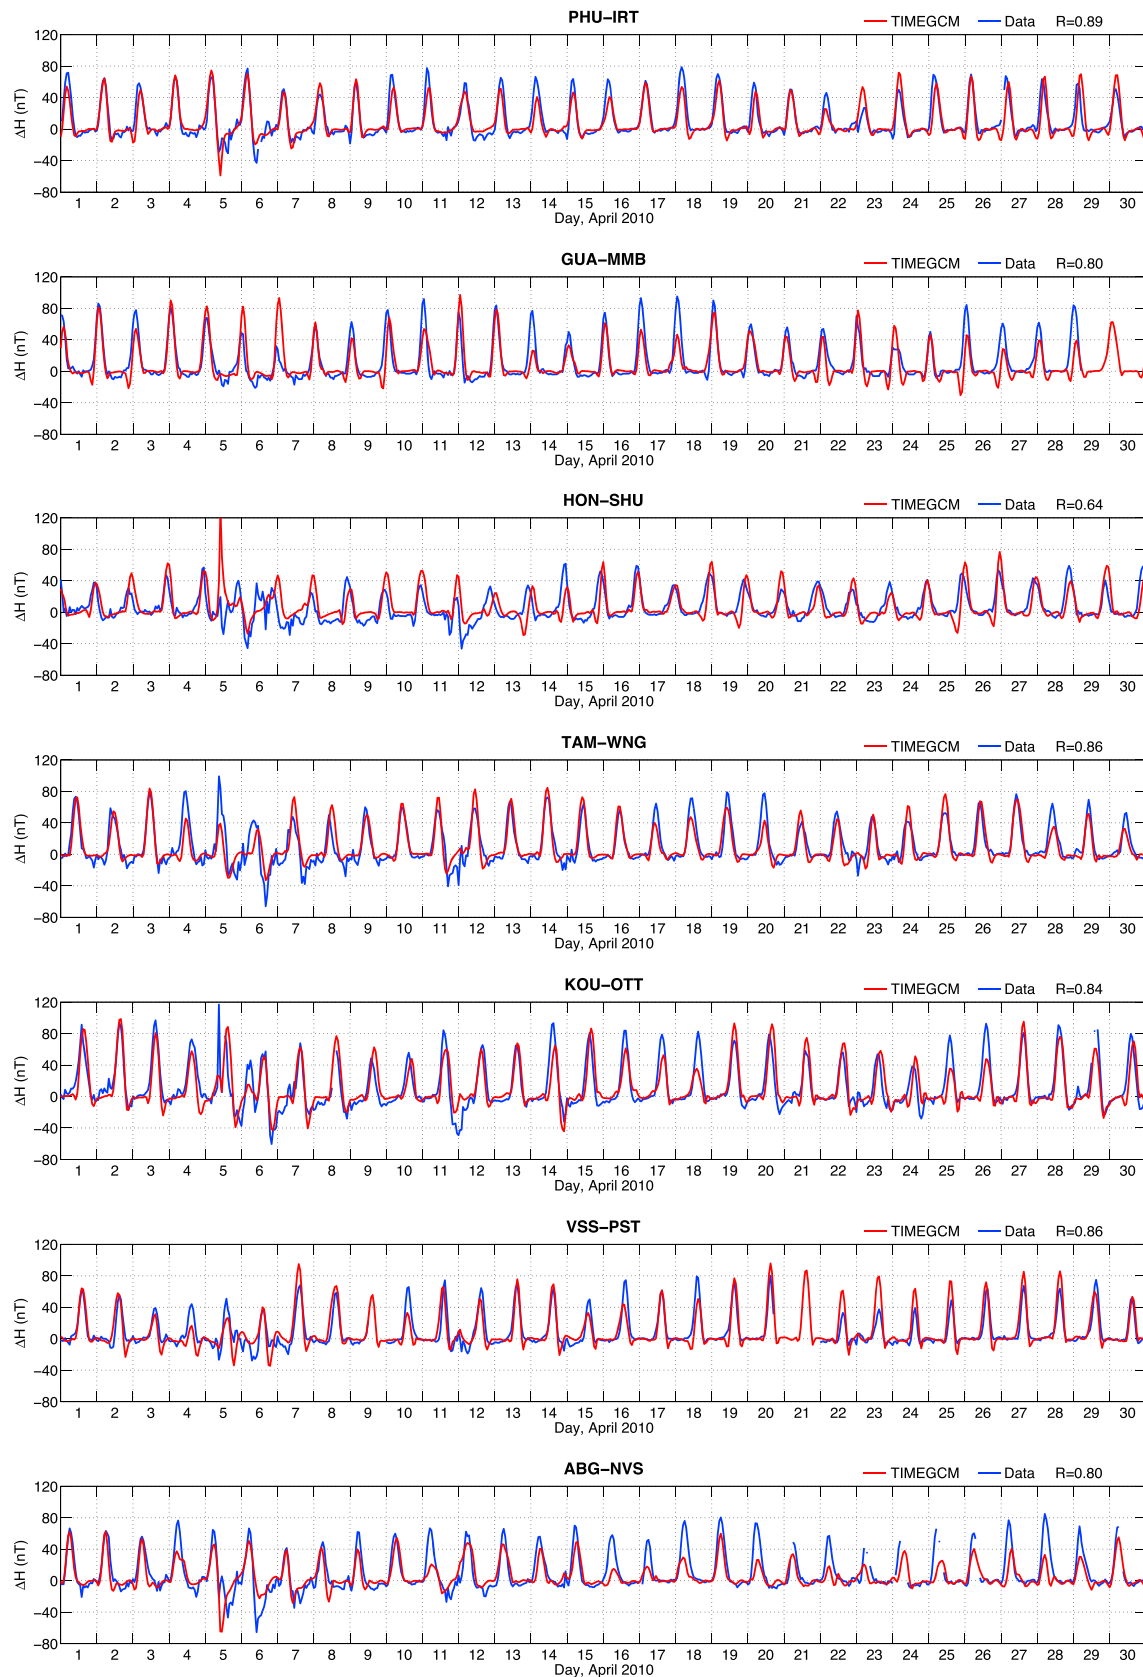 PHU−IRT
TIMEGCM Data R=0.89
120
80
40
0
−40
−80
ΔH (nT)
1 2 3 4 5 6 7 8 9 10 11 12 13 14 15 16 17 18 19 20 21 22 23 24 25 26 27 28 29 30
Day, April 2010
GUA−MMB
TIMEGCM Data R=0.80
120
80
40
0
−40
−80
ΔH (nT)
1 2 3 4 5 6 7 8 9 10 11 12 13 14 15 16 17 18 19 20 21 22 23 24 25 26 27 28 29 30
Day, April 2010
HON−SHU
TIMEGCM Data R=0.64
120
80
40
0
−40
−80
ΔH (nT)
1 2 3 4 5 6 7 8 9 10 11 12 13 14 15 16 17 18 19 20 21 22 23 24 25 26 27 28 29 30
Day, April 2010
TAM−WNG
TIMEGCM Data R=0.86
120
80
40
0
−40
−80
ΔH (nT)
1 2 3 4 5 6 7 8 9 10 11 12 13 14 15 16 17 18 19 20 21 22 23 24 25 26 27 28 29 30
Day, April 2010
KOU−OTT
TIMEGCM Data R=0.84
120
80
40
0
−40
−80
ΔH (nT)
1 2 3 4 5 6 7 8 9 10 11 12 13 14 15 16 17 18 19 20 21 22 23 24 25 26 27 28 29 30
Day, April 2010
VSS−PST
TIMEGCM Data R=0.86
120
80
40
0
−40
−80
ΔH (nT)
1 2 3 4 5 6 7 8 9 10 11 12 13 14 15 16 17 18 19 20 21 22 23 24 25 26 27 28 29 30
Day, April 2010
ABG−NVS
TIMEGCM Data R=0.80
120
80
40
0
−40
−80
ΔH (nT)
1 2 3 4 5 6 7 8 9 10 11 12 13 14 15 16 17 18 19 20 21 22 23 24 25 26 27 28 29 30
Day, April 2010